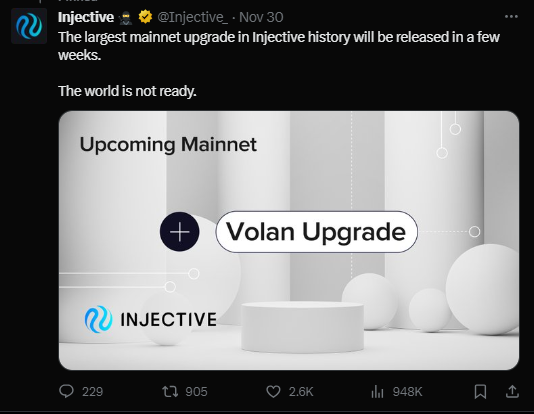 Injective @Injective_ · Nov 30
The largest mainnet upgrade in Injective history will be released in a few
weeks.
The world is not ready.
Upcoming Mainnet
Volan Upgrade
INJECTIVE
229 905 2.6K 948K